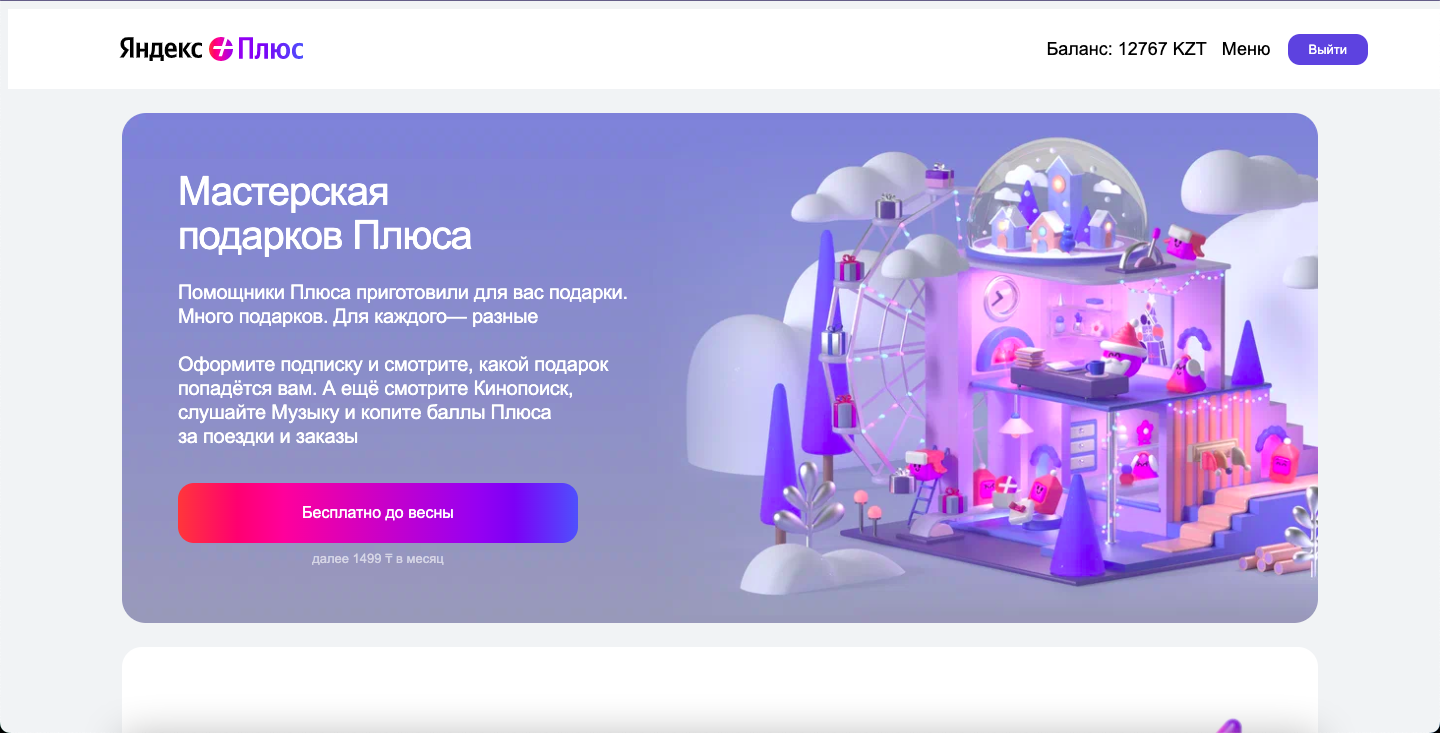 Яндекс Плюс
Баланс: 12767 KZT Меню Выйти
Мастерская
подарков Плюса
Помощники Плюса приготовили для вас подарки.
Много подарков. Для каждого— разные
Оформите подписку и смотрите, какой подарок
попадётся вам. А ещё смотрите Кинопоиск,
слушайте Музыку и копите баллы Плюса
за поездки и заказы
Бесплатно до весны
далее 1499 ₸ в месяц